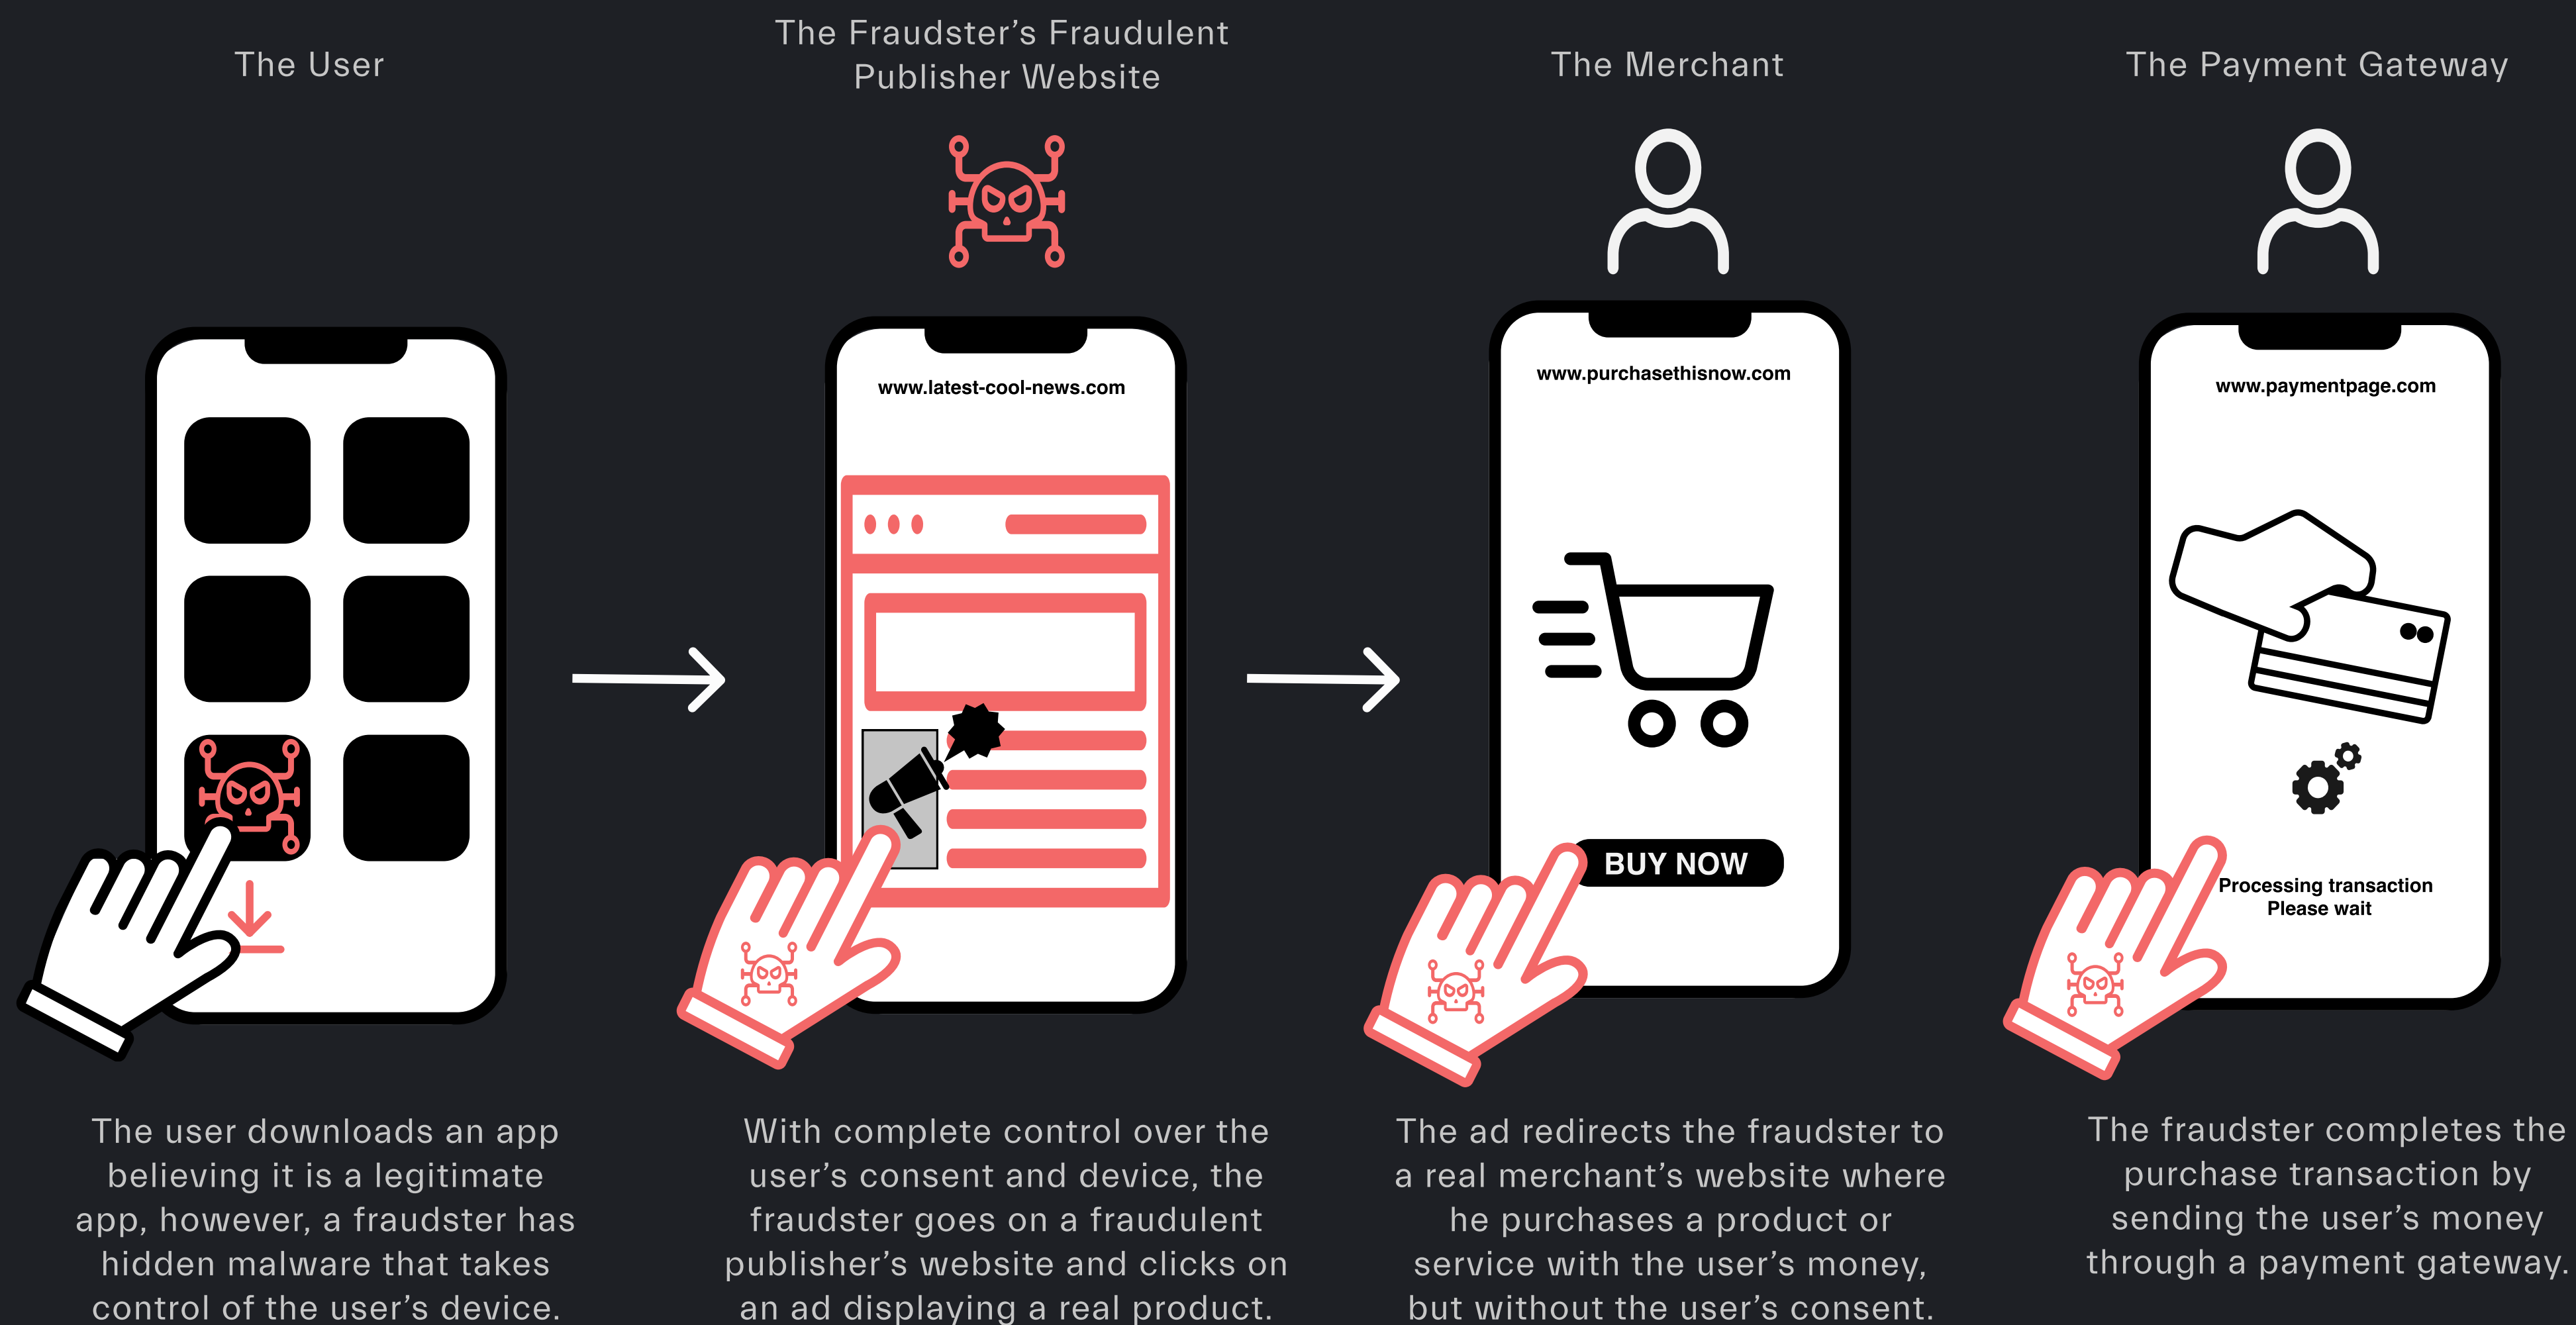 The User
The Fraudster’s Fraudulent
Publisher Website
The Merchant
The Payment Gateway
www.latest-cool-news.com
www.purchasethisnow.com
www.paymentpage.com
BUY NOW
Processing transaction
Please wait
The user downloads an app
believing it is a legitimate
app, however, a fraudster has
hidden malware that takes
control of the user’s device.
With complete control over the
user’s consent and device, the
fraudster goes on a fraudulent
publisher’s website and clicks on
an ad displaying a real product.
The ad redirects the fraudster to
a real merchant’s website where
he purchases a product or
service with the user’s money,
but without the user’s consent.
The fraudster completes the
purchase transaction by
sending the user’s money
through a payment gateway.